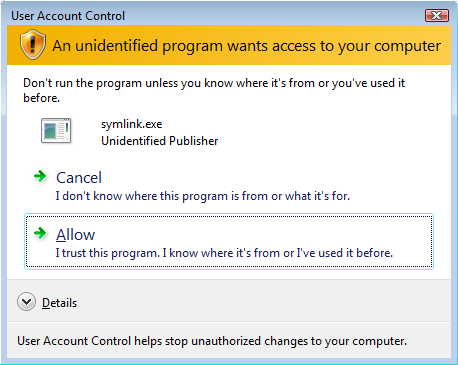 User Account Control
An unidentified program wants access to your computer
Don't run the program unless you know where it's from or you've used it
before.
symlink.exe
Unidentified Publisher
Cancel
I don't know where this program is from or what it's for.
Allow
I trust this program. I know where it's from or I've used it before.
Details
User Account Control helps stop unauthorized changes to your computer.